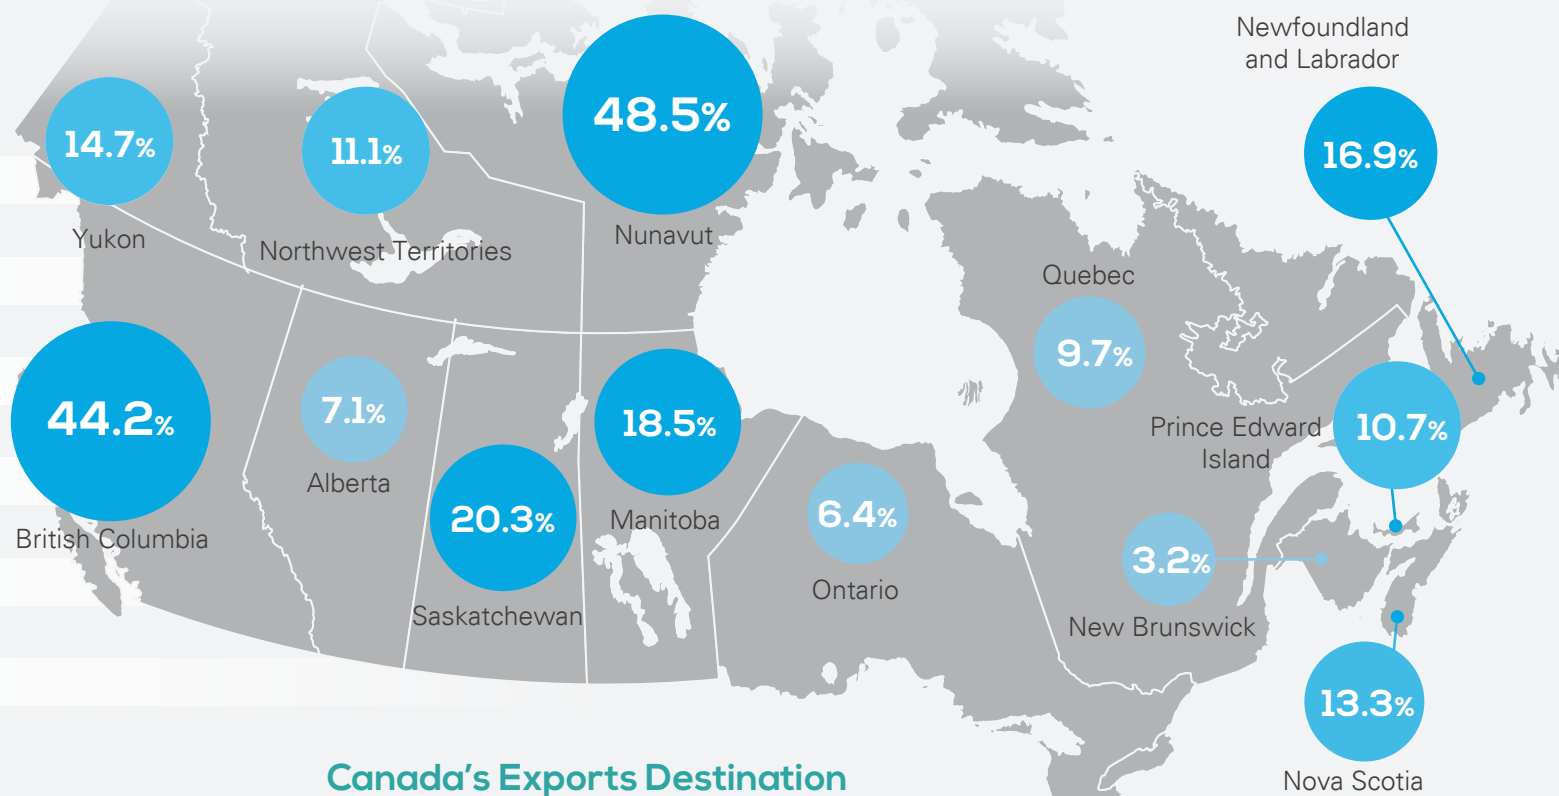 Newfoundland
and Labrador
16.9%
14.7%
Yukon
11.1%
Northwest Territories
48.5%
Nunavut
Quebec
9.7%
44.2%
British Columbia
7.1%
Alberta
20.3%
Saskatchewan
18.5%
Manitoba
6.4%
Ontario
Prince Edward
Island
10.7%
3.2%
New Brunswick
13.3%
Nova Scotia
Canada's Exports Destination